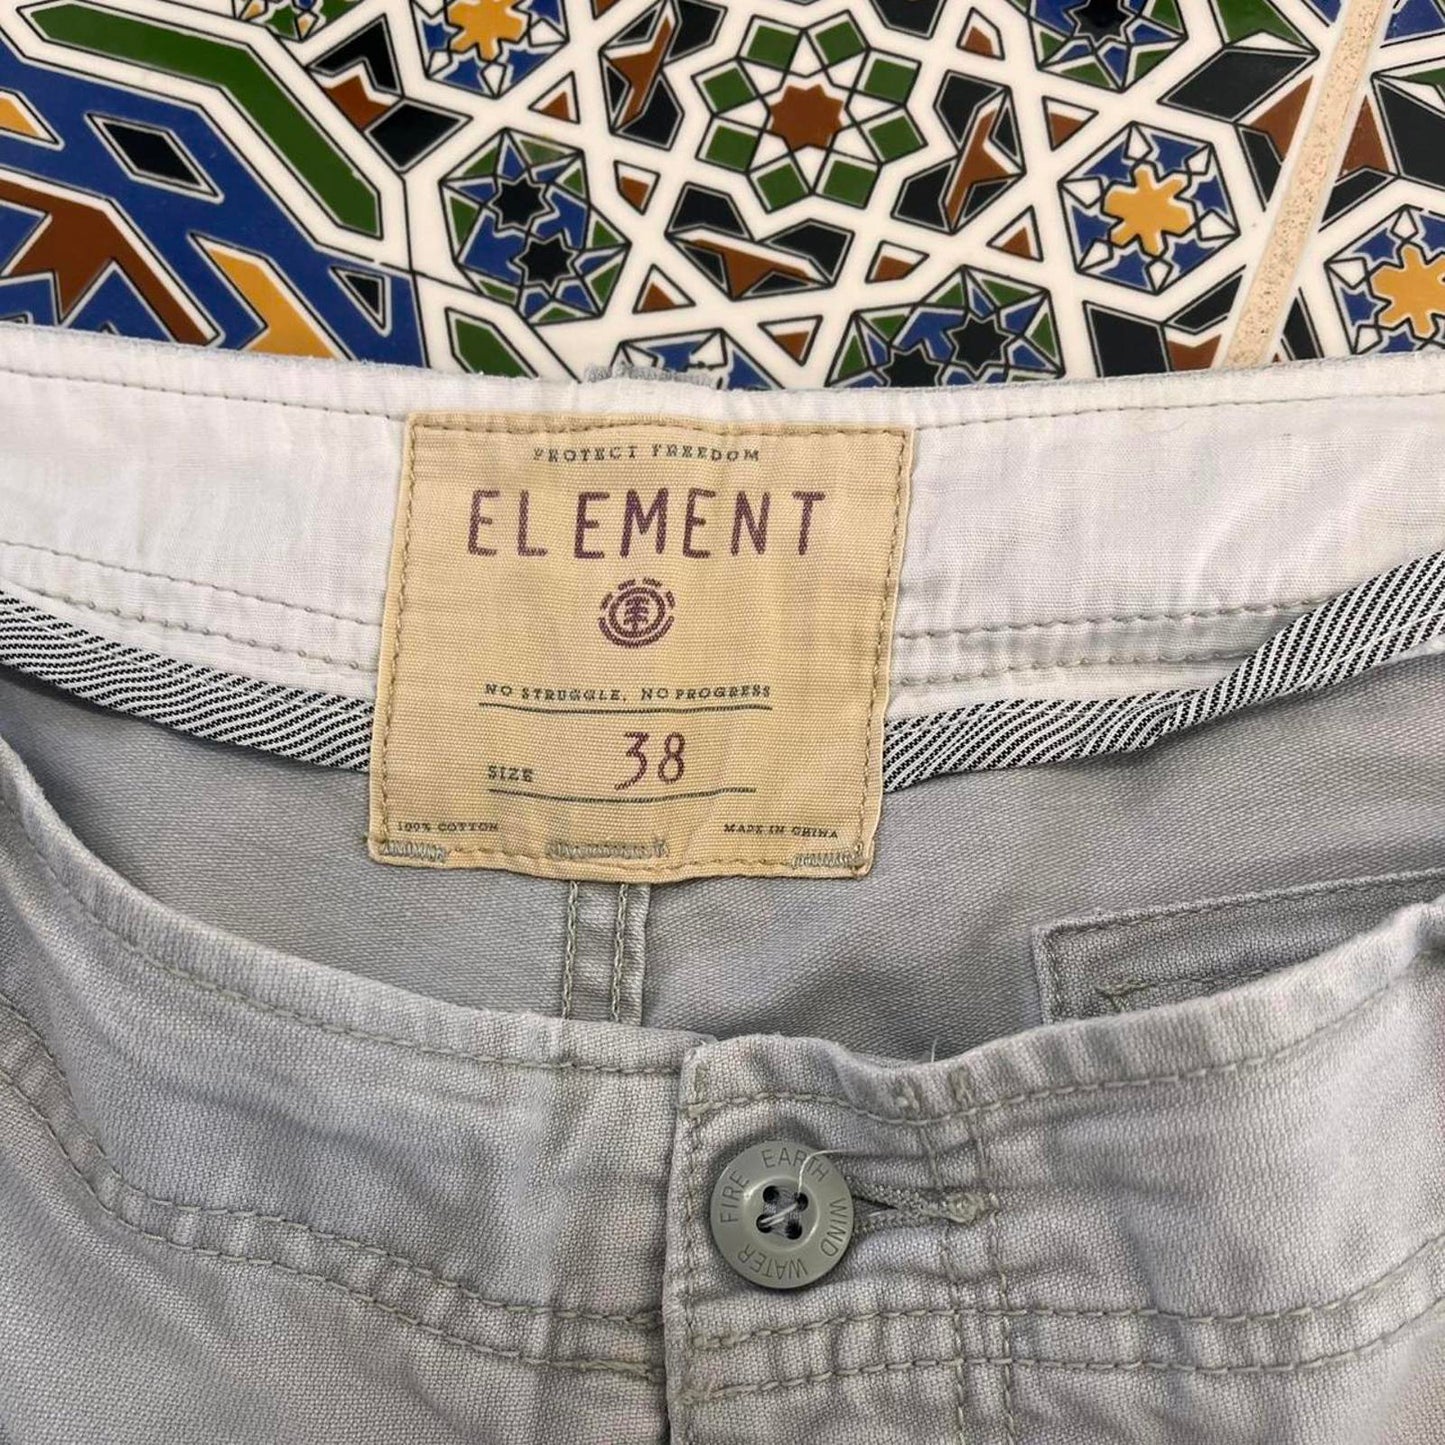 PROTECT FREEDOM
ELEMENT
NO STRUGGLE, NO PROGRESS
SIZE 38
100% COTTON MADE IN CHINA
FIRE EARTH WIND WATER